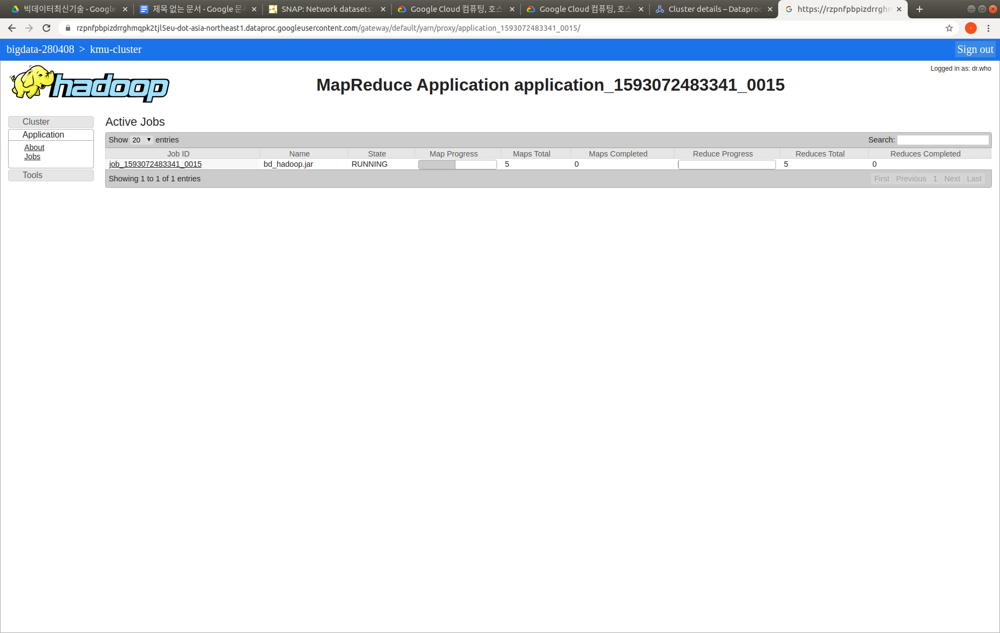 빅데이터최신기술 - Google
제목 없는 문서 - Google 문
SNAP: Network datasets:
Google Cloud 컴퓨팅, 호스
Google Cloud 컴퓨팅, 호스
Cluster details – Dataproc
https://rzpnfpbpizdrrghm
rzpnfpbpizdrrghmqpk2tjl5eu-dot-asia-northeast1.dataproc.googleusercontent.com/gateway/default/yarn/proxy/application_1593072483341_0015/
bigdata-280408 > kmu-cluster
Sign out
hadoop
MapReduce Application application_1593072483341_0015
Logged in as: dr.who
Cluster
Application
About
Jobs
Tools
Active Jobs
Show 20 entries
Search:
Job ID Name State Map Progress Maps Total Maps Completed Reduce Progress Reduces Total Reduces Completed
job_1593072483341_0015 bd_hadoop.jar RUNNING 5 0 5 0
Showing 1 to 1 of 1 entries
First Previous 1 Next Last